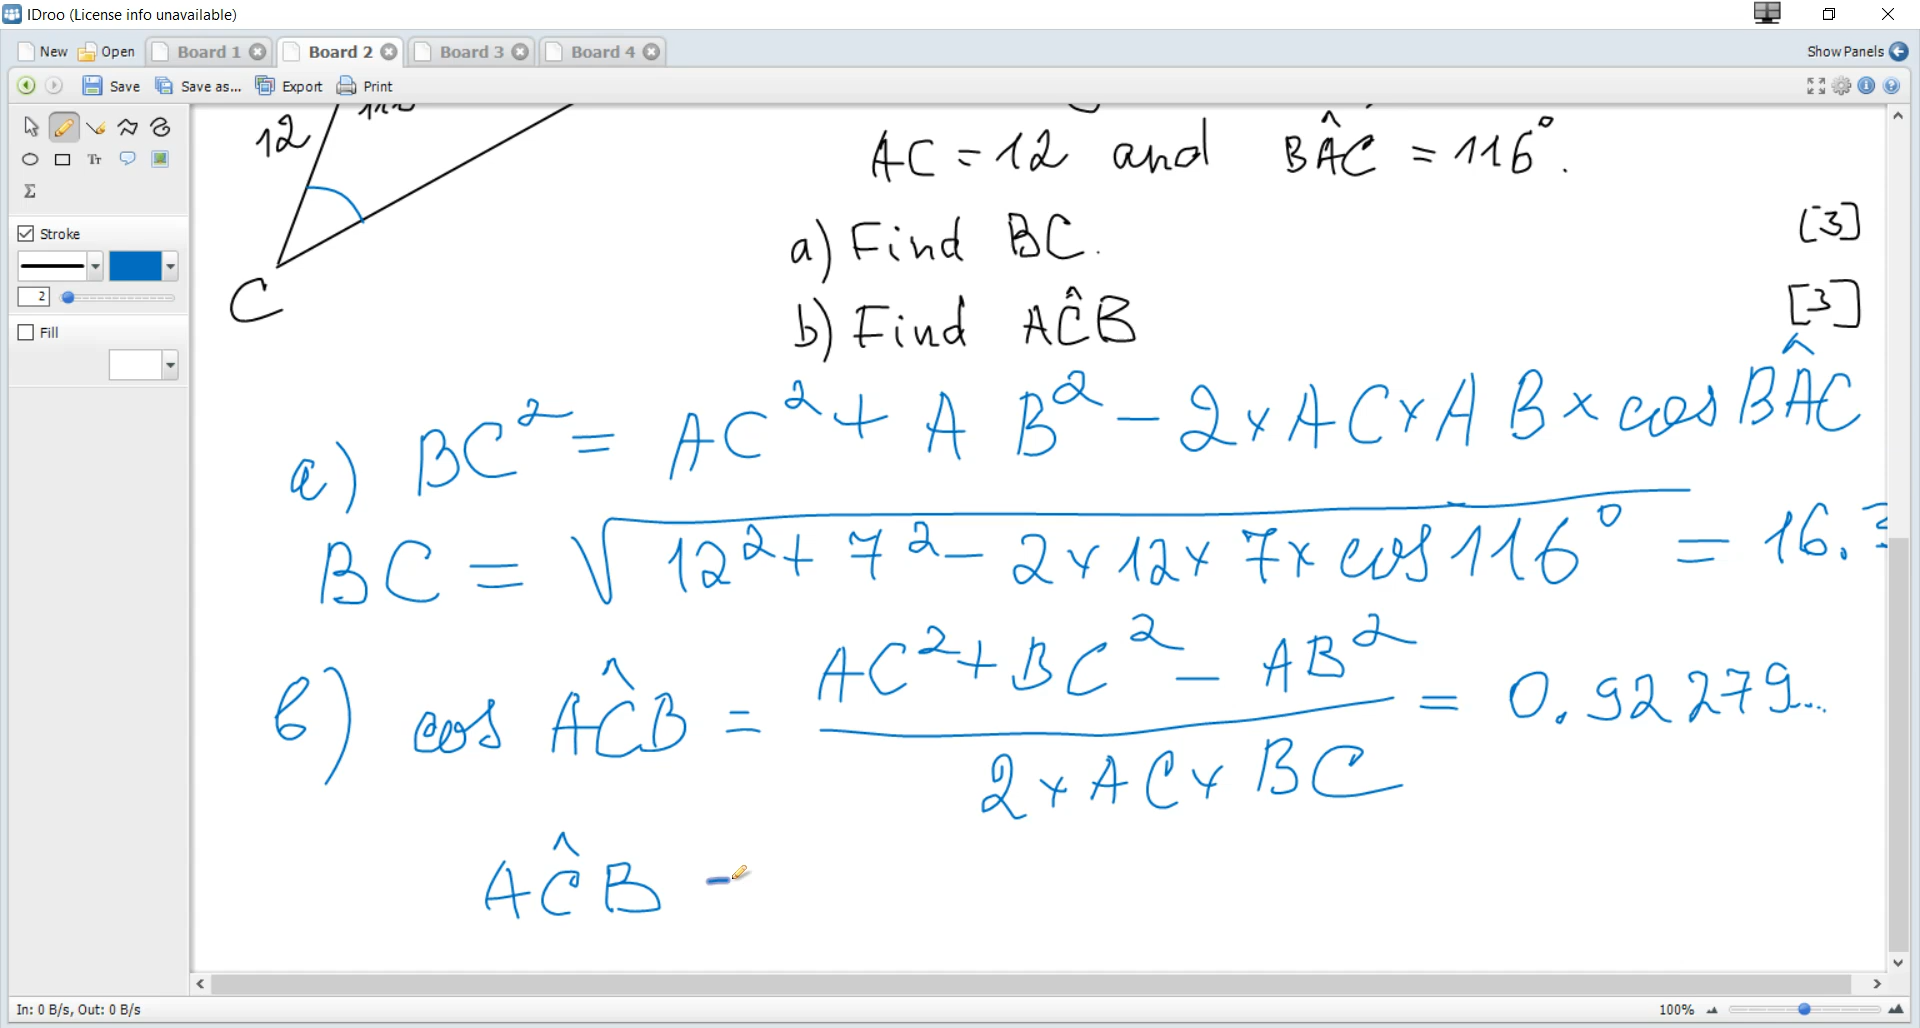 IDroo (License info unavailable)
New Open Board 1 Board 2 Board 3 Board 4 Show Panels
Save Save as... Export Print
12
AC = 12 and BÂC = 116°.
Tт
Σ
Stroke
a) Find BC. [3]
2
C
b) Find AĈB [3]
Fill
a) BC² = AC² + AB² - 2×AC×AB×cos BÂC
BC = √12² + 7² - 2×12×7×cos 116° = 16.
b) cos AĈB = AC² + BC² - AB² = 0.92279...
2×AC×BC
AĈB -
In: 0 B/s, Out: 0 B/s 100%